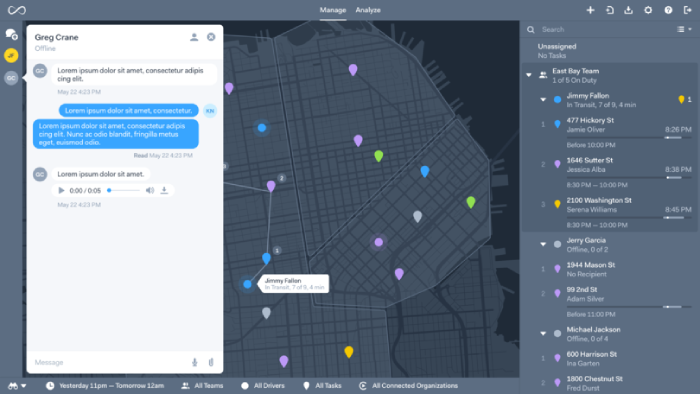 Manage Analyze
Greg Crane
Offline
JF
GC
GC
Lorem ipsum dolor sit amet, consectetur adipis
cing elit.
May 22 4:23 PM
Lorem ipsum dolor sit amet, consectetur.
Lorem ipsum dolor sit amet, consectetur adipis
cing elit. Nunc ac odio blandit, fringilla metus
eget, euismod odio.
Read May 22 4:23 PM
GC
Lorem ipsum dolor sit amet.
0:00 / 0:05
May 22 4:23 PM
Message
2
1
Jimmy Fallon
In Transit, 7 of 9, 4 min
Search
Unassigned
No Tasks
East Bay Team
1 of 5 On Duty
Jimmy Fallon
In Transit, 7 of 9, 4 min
1
1 477 Hickory St
Jamie Oliver 8:26 PM
Before 10:00 PM
2 1646 Sutter St
Jessica Alba 8:38 PM
8:30 PM — 10:00 PM
3 2100 Washington St
Serena Williams 8:45 PM
8:30 PM — 10:00 PM
Jerry Garcia
Offline, 0 of 2
1 1944 Mason St
No Recipient
2 99 2nd St
Adam Silver
Before 11:00 PM
Michael Jackson
Offline, 0 of 4
1 600 Harrison St
Ina Garten
2 1800 Chestnut St
Fred Durst
Yesterday 11pm — Tomorrow 12am All Teams All Drivers All Tasks All Connected Organizations